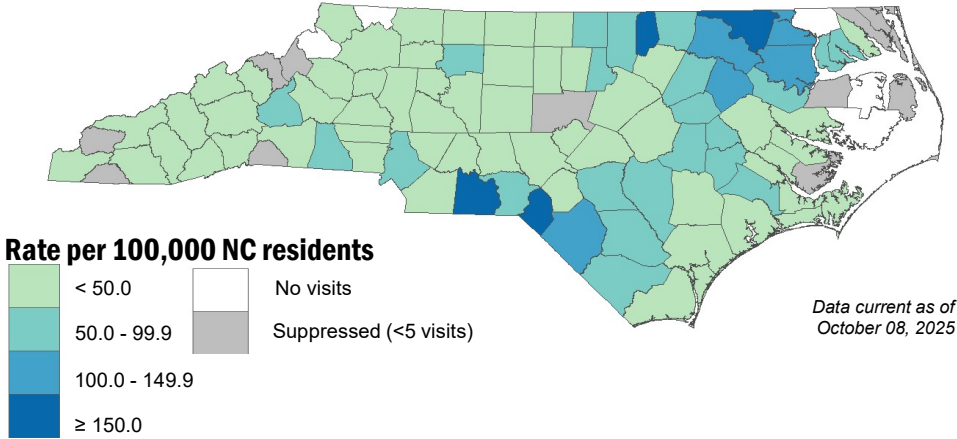 Rate per 100,000 NC residents
< 50.0
50.0 - 99.9
100.0 - 149.9
≥ 150.0
No visits
Suppressed (<5 visits)
Data current as of
October 08, 2025